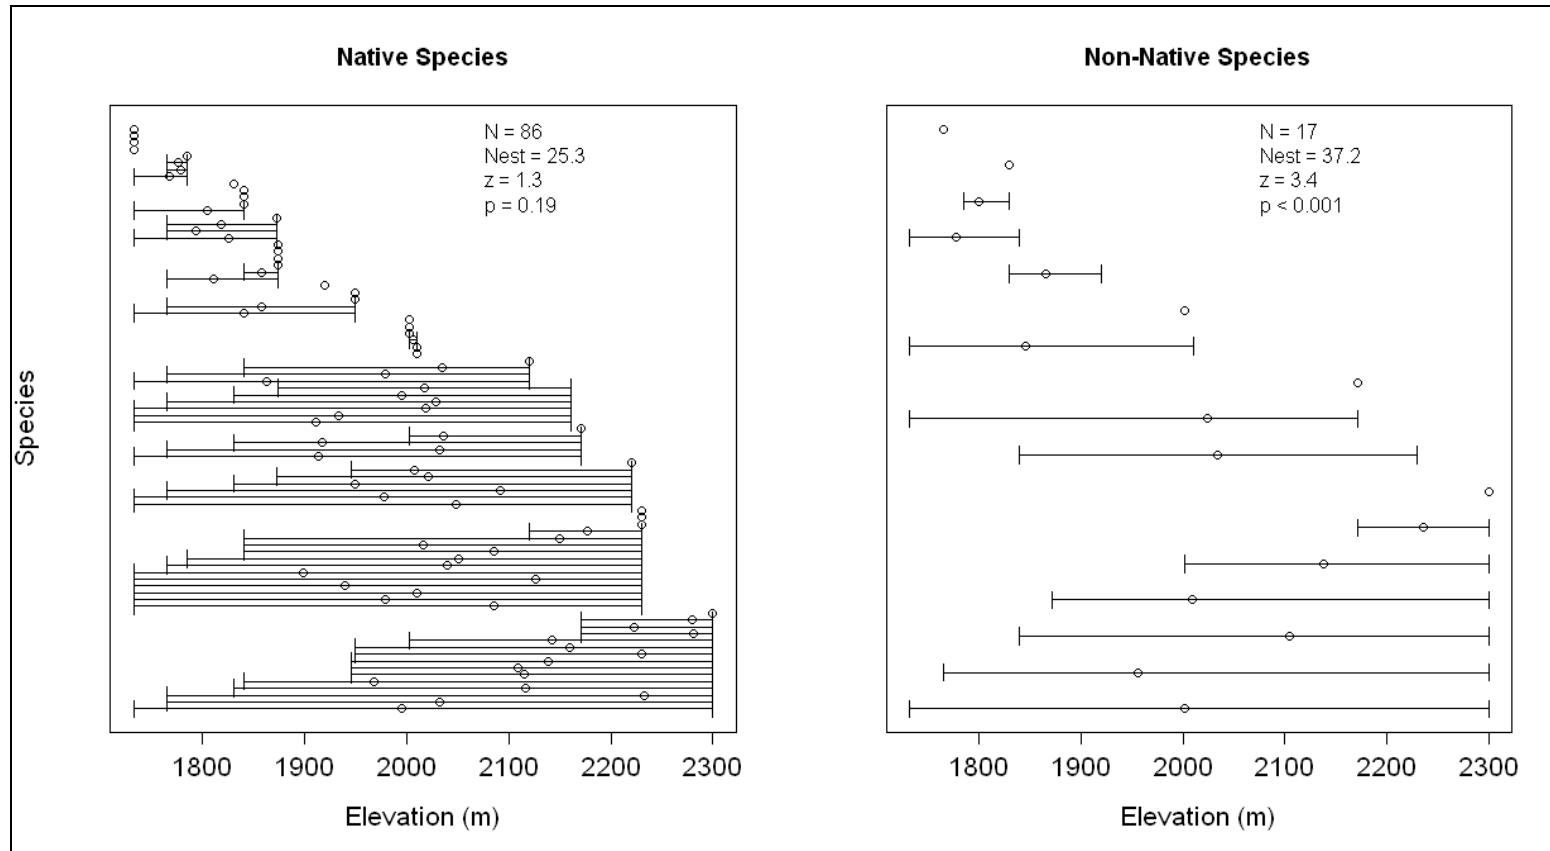 Native Species
N = 86
Nest = 25.3
z = 1.3
p = 0.19
Species
1800 1900 2000 2100 2200 2300
Elevation (m)
Non-Native Species
N = 17
Nest = 37.2
z = 3.4
p < 0.001
1800 1900 2000 2100 2200 2300
Elevation (m)